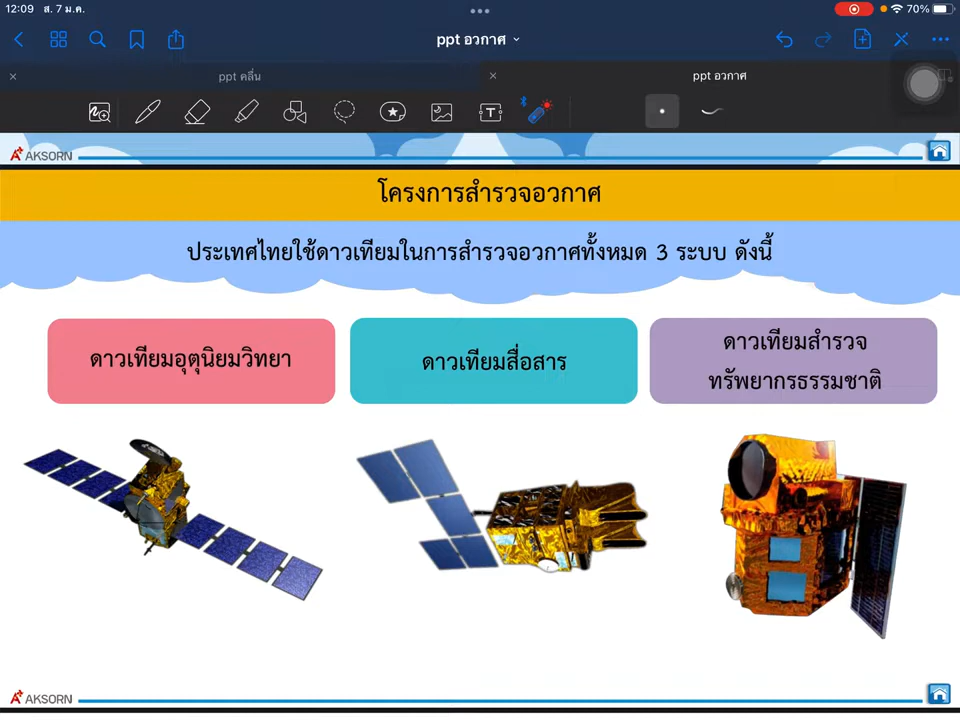 12:09 ส. 7 ม.ค.
70%
ppt อวกาศ
ppt คลื่น
ppt อวกาศ
AKSORN
โครงการสำรวจอวกาศ
ประเทศไทยใช้ดาวเทียมในการสำรวจอวกาศทั้งหมด 3 ระบบ ดังนี้
ดาวเทียมอุตุนิยมวิทยา
ดาวเทียมสื่อสาร
ดาวเทียมสำรวจ
ทรัพยากรธรรมชาติ
AKSORN